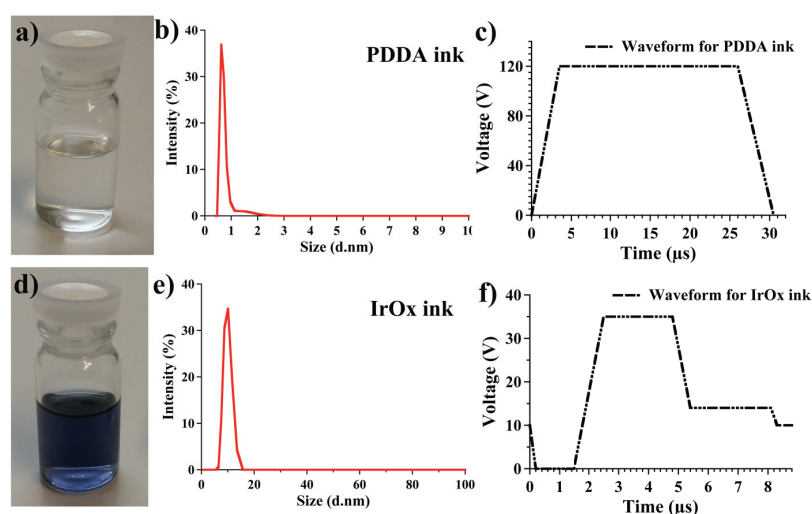 a)
b)
PDDA ink
Intensity (%)
40
30
20
10
0
0 1 2 3 4 5 6 7 8 9 10
Size (d.nm)
c)
Waveform for PDDA ink
Voltage (V)
120
80
40
0
0 5 10 15 20 25 30
Time (µs)
d)
e)
IrOx ink
Intensity (%)
40
30
20
10
0
0 20 40 60 80 100
Size (d.nm)
f)
Waveform for IrOx ink
Voltage (V)
40
30
20
10
0
0 1 2 3 4 5 6 7 8
Time (µs)